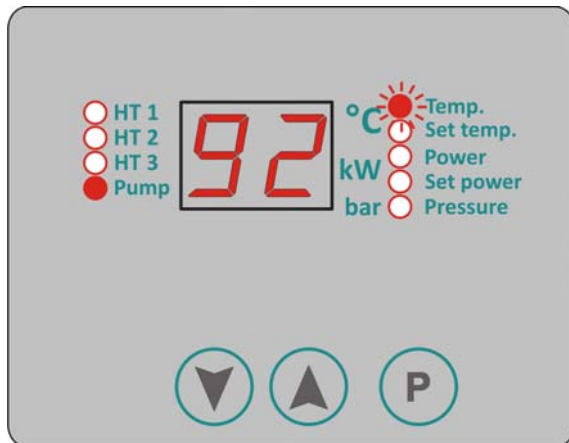 HT 1
HT 2
HT 3
Pump
92
°C
kW
bar
Temp.
Set temp.
Power
Set power
Pressure
P